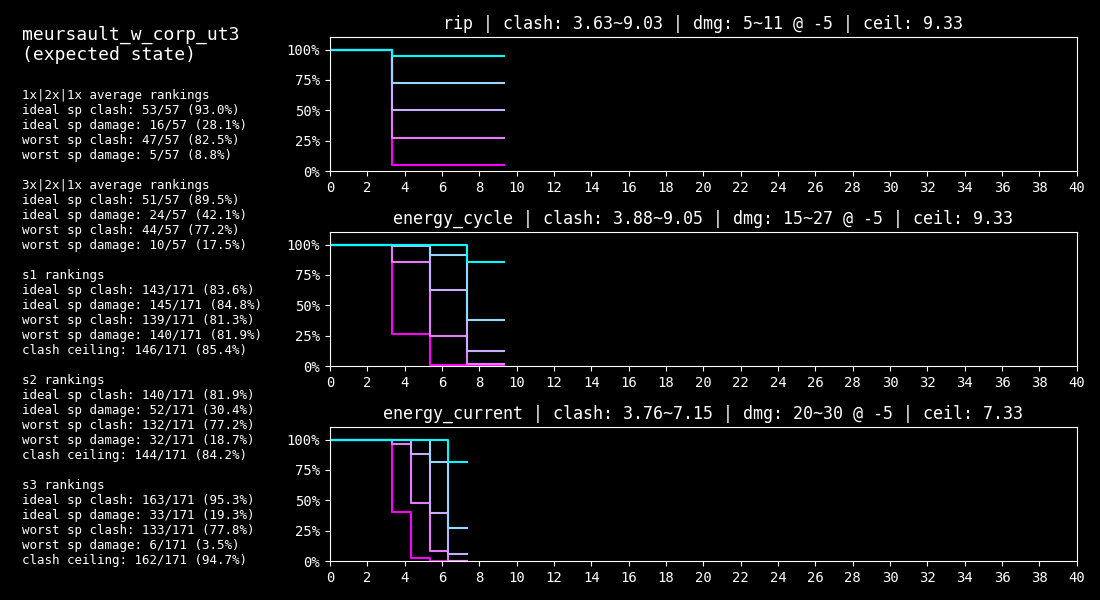 meursault_w_corp_ut3
(expected state)
1x|2x|1x average rankings
ideal sp clash: 53/57 (93.0%)
ideal sp damage: 16/57 (28.1%)
worst sp clash: 47/57 (82.5%)
worst sp damage: 5/57 (8.8%)
3x|2x|1x average rankings
ideal sp clash: 51/57 (89.5%)
ideal sp damage: 24/57 (42.1%)
worst sp clash: 44/57 (77.2%)
worst sp damage: 10/57 (17.5%)
s1 rankings
ideal sp clash: 143/171 (83.6%)
ideal sp damage: 145/171 (84.8%)
worst sp clash: 139/171 (81.3%)
worst sp damage: 140/171 (81.9%)
clash ceiling: 146/171 (85.4%)
s2 rankings
ideal sp clash: 140/171 (81.9%)
ideal sp damage: 52/171 (30.4%)
worst sp clash: 132/171 (77.2%)
worst sp damage: 32/171 (18.7%)
clash ceiling: 144/171 (84.2%)
s3 rankings
ideal sp clash: 163/171 (95.3%)
ideal sp damage: 33/171 (19.3%)
worst sp clash: 133/171 (77.8%)
worst sp damage: 6/171 (3.5%)
clash ceiling: 162/171 (94.7%)
rip | clash: 3.63~9.03 | dmg: 5~11 @ -5 | ceil: 9.33
100%
75%
50%
25%
0%
0 2 4 6 8 10 12 14 16 18 20 22 24 26 28 30 32 34 36 38 40
energy_cycle | clash: 3.88~9.05 | dmg: 15~27 @ -5 | ceil: 9.33
100%
75%
50%
25%
0%
0 2 4 6 8 10 12 14 16 18 20 22 24 26 28 30 32 34 36 38 40
energy_current | clash: 3.76~7.15 | dmg: 20~30 @ -5 | ceil: 7.33
100%
75%
50%
25%
0%
0 2 4 6 8 10 12 14 16 18 20 22 24 26 28 30 32 34 36 38 40